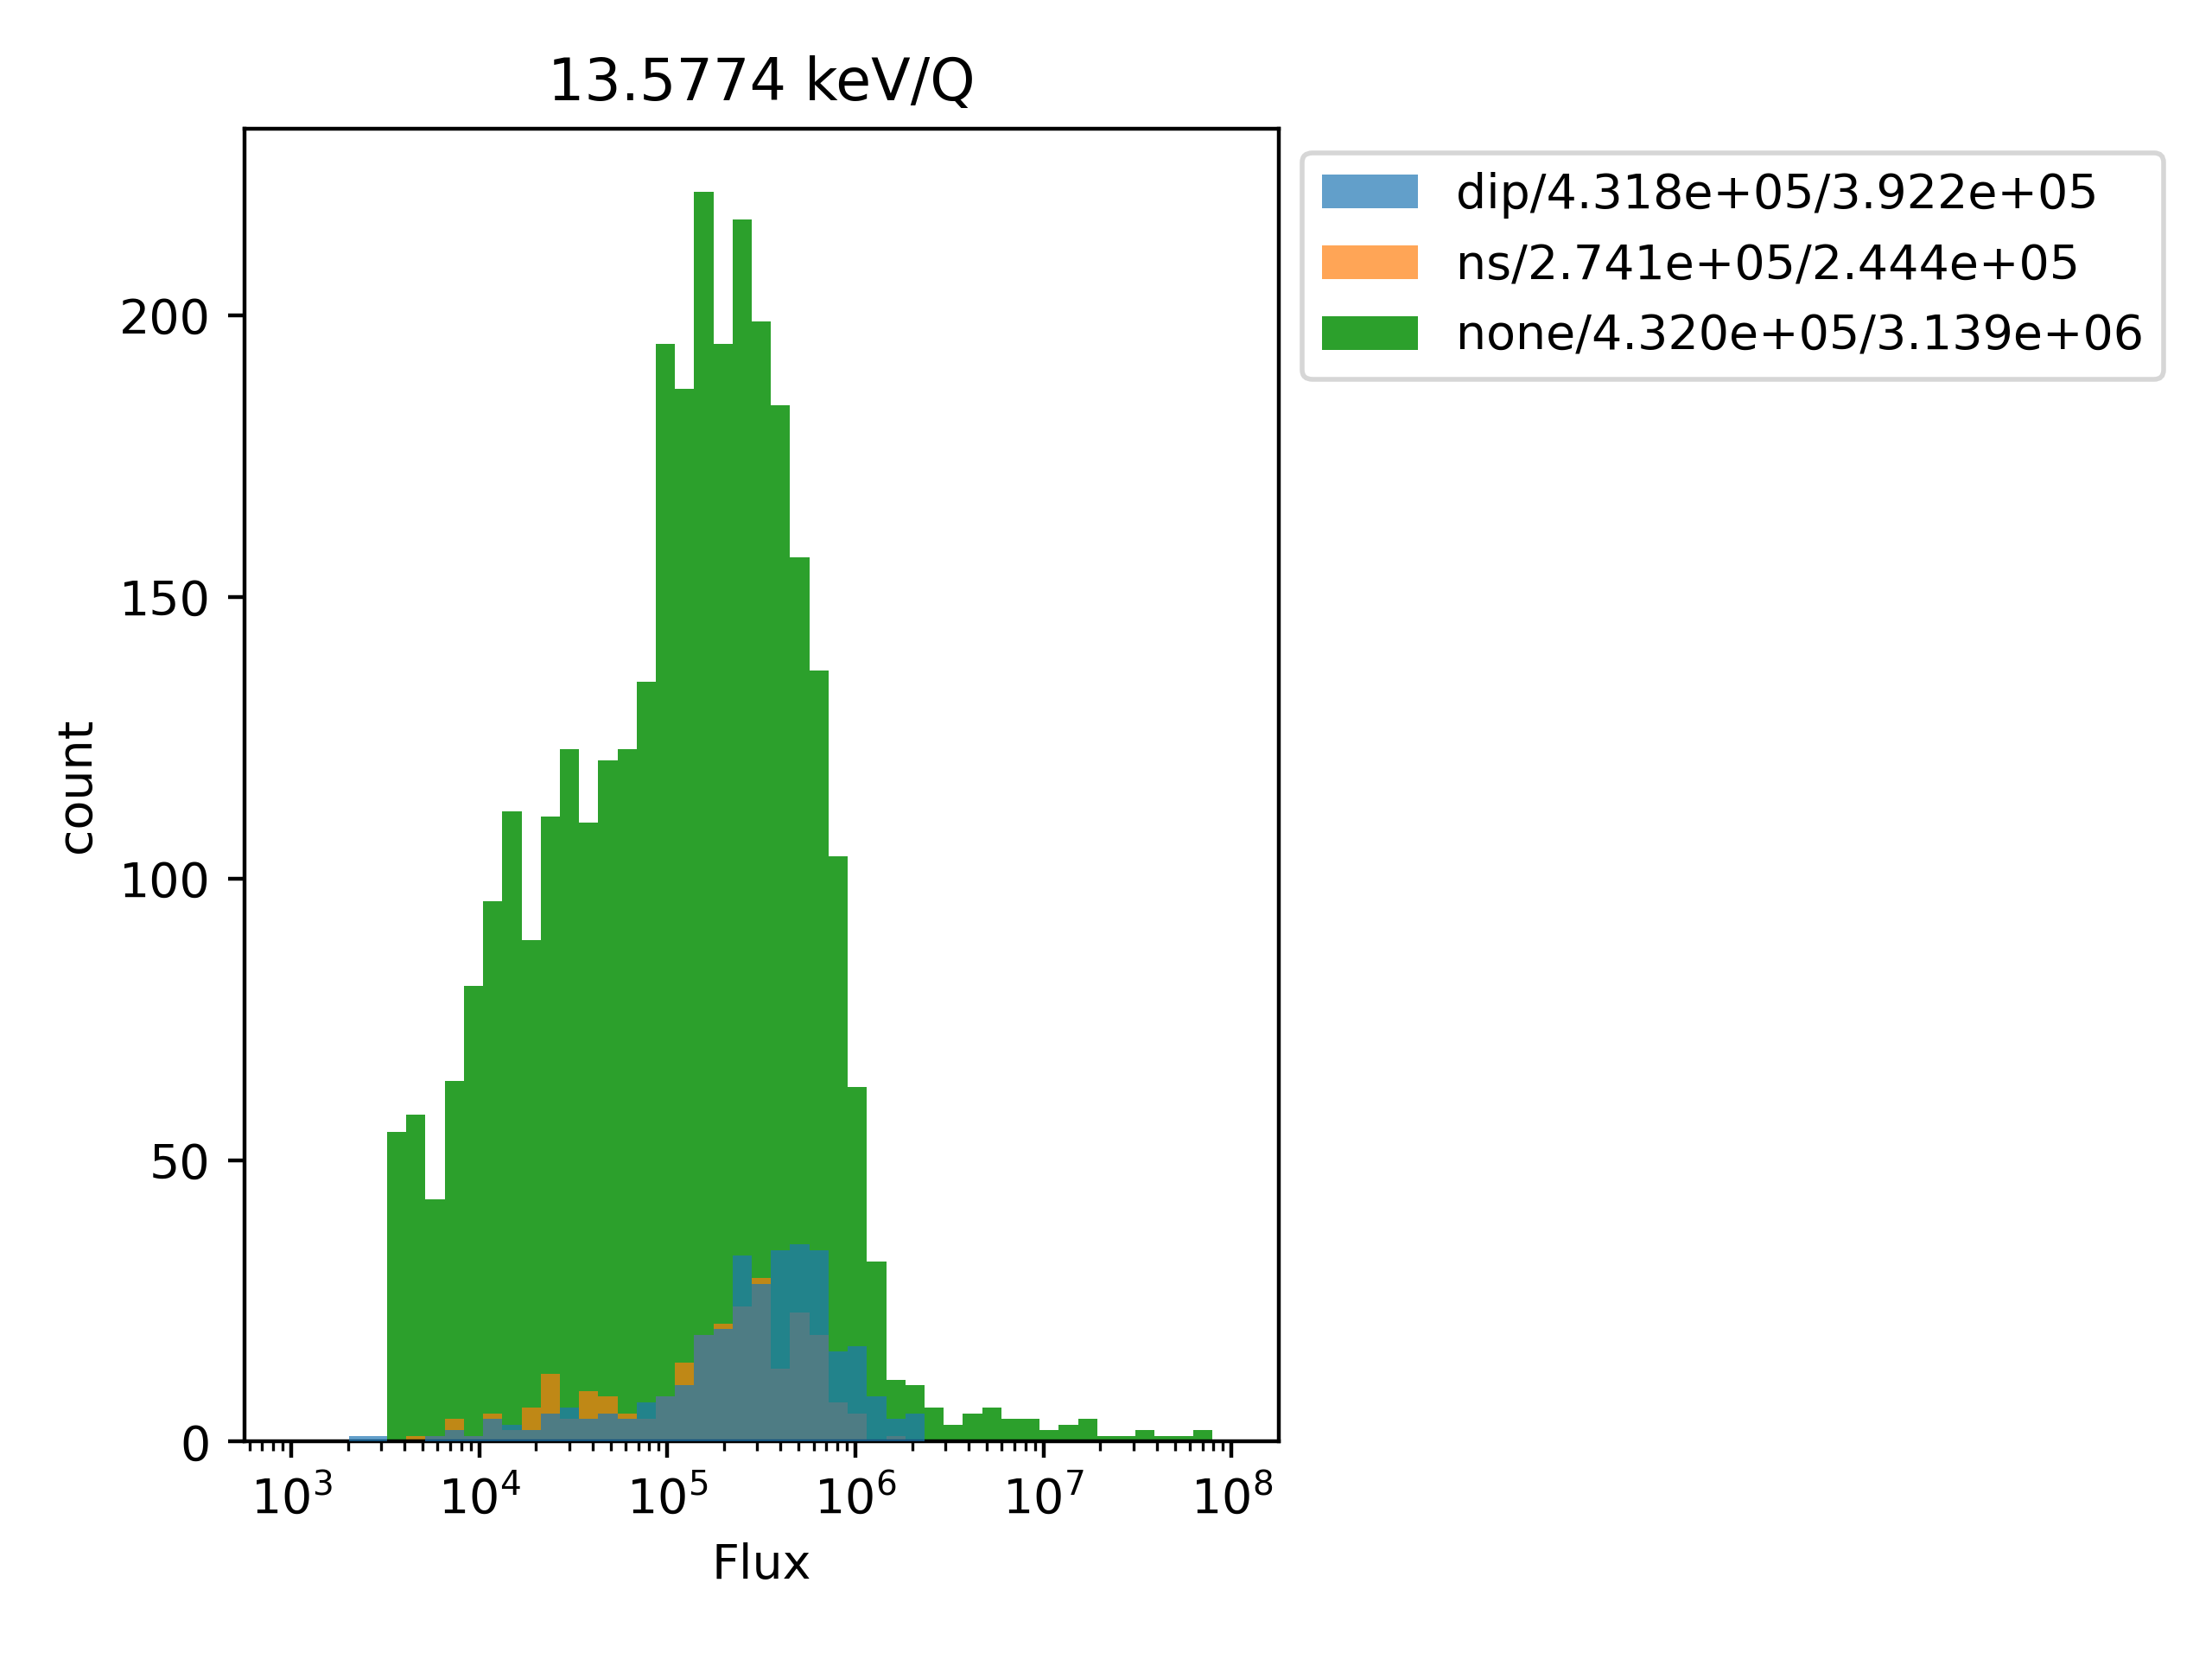 13.5774 keV/Q
dip/4.318e+05/3.922e+05
ns/2.741e+05/2.444e+05
none/4.320e+05/3.139e+06
count
200
150
100
50
0
10³ 10⁴ 10⁵ 10⁶ 10⁷ 10⁸
Flux